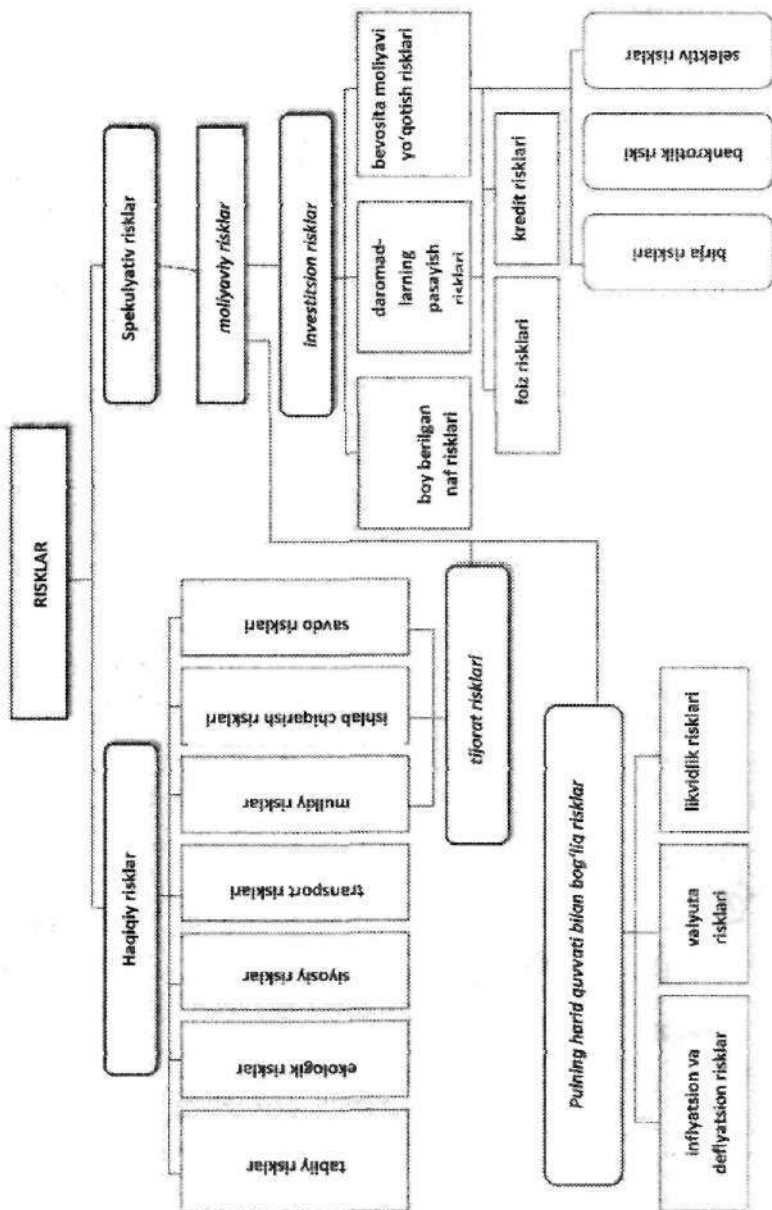 RISKLAR
Haqiqiy risklar
Spekulyativ risklar
tabiiy risklar
ekologik risklar
siyosiy risklar
transport risklari
mulkiy risklar
ishlab chiqarish risklari
savdo risklari
moliyaviy risklar
tijorat risklari
investitsion risklar
boy berilgan
naf risklari
daromad-
larning
pasayish
risklari
bevosita moliyavi
yo'qotish risklari
Pulning harid quvvati bilan bog'liq risklar
foiz risklari
kredit risklari
inflyatsion va
deflyatsion risklar
valyuta
risklari
likvidlik risklari
birja risklari
bankrotlik riski
selektiv risklar